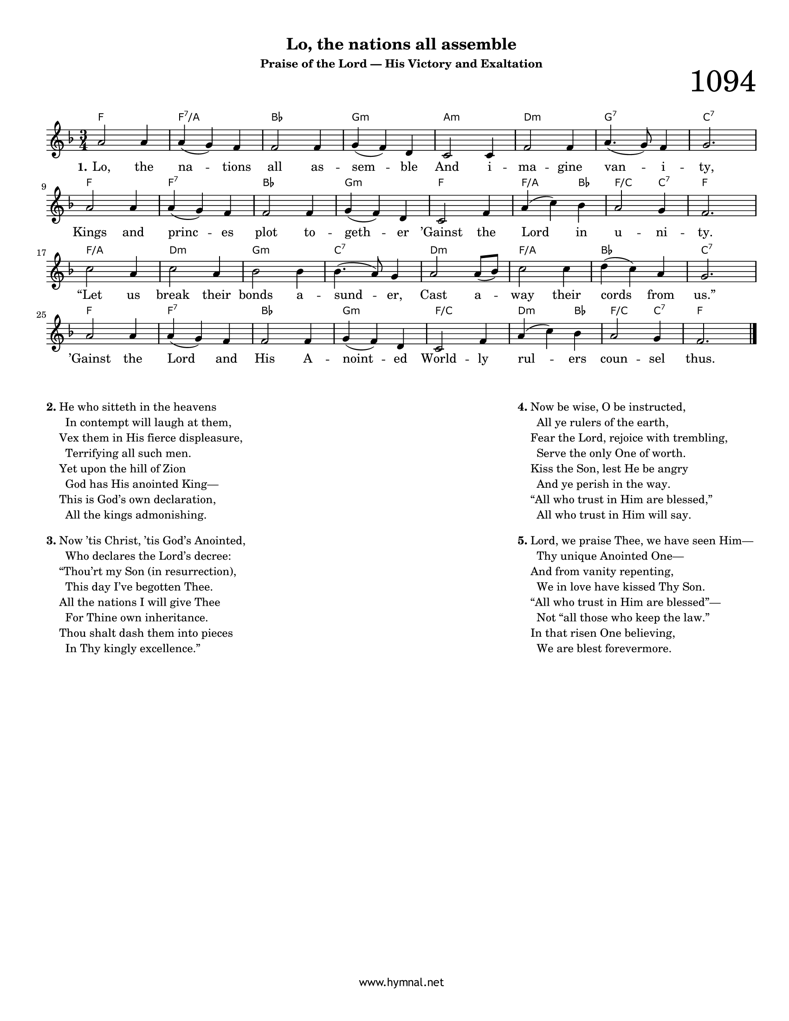 Lo, the nations all assemble
Praise of the Lord — His Victory and Exaltation
1094
F F7/A B♭ Gm Am Dm G7 C7
3 4
1. Lo, the na - tions all as - sem - ble And i - ma - gine van - i - ty,
9 F F7 B♭ Gm F F/A B♭ F/C C7 F
Kings and princ - es plot to - geth - er ’Gainst the Lord in u - ni - ty.
17 F/A Dm Gm C7 Dm F/A B♭ C7
“Let us break their bonds a - sund - er, Cast a - way their cords from us.”
25 F F7 B♭ Gm F/C Dm B♭ F/C C7 F
’Gainst the Lord and His A - noint - ed World - ly rul - ers coun - sel thus.
2. He who sitteth in the heavens
In contempt will laugh at them,
Vex them in His fierce displeasure,
Terrifying all such men.
Yet upon the hill of Zion
God has His anointed King—
This is God’s own declaration,
All the kings admonishing.
3. Now ’tis Christ, ’tis God’s Anointed,
Who declares the Lord’s decree:
“Thou’rt my Son (in resurrection),
This day I’ve begotten Thee.
All the nations I will give Thee
For Thine own inheritance.
Thou shalt dash them into pieces
In Thy kingly excellence.”
4. Now be wise, O be instructed,
All ye rulers of the earth,
Fear the Lord, rejoice with trembling,
Serve the only One of worth.
Kiss the Son, lest He be angry
And ye perish in the way.
“All who trust in Him are blessed,”
All who trust in Him will say.
5. Lord, we praise Thee, we have seen Him—
Thy unique Anointed One—
And from vanity repenting,
We in love have kissed Thy Son.
“All who trust in Him are blessed”—
Not “all those who keep the law.”
In that risen One believing,
We are blest forevermore.
www.hymnal.net